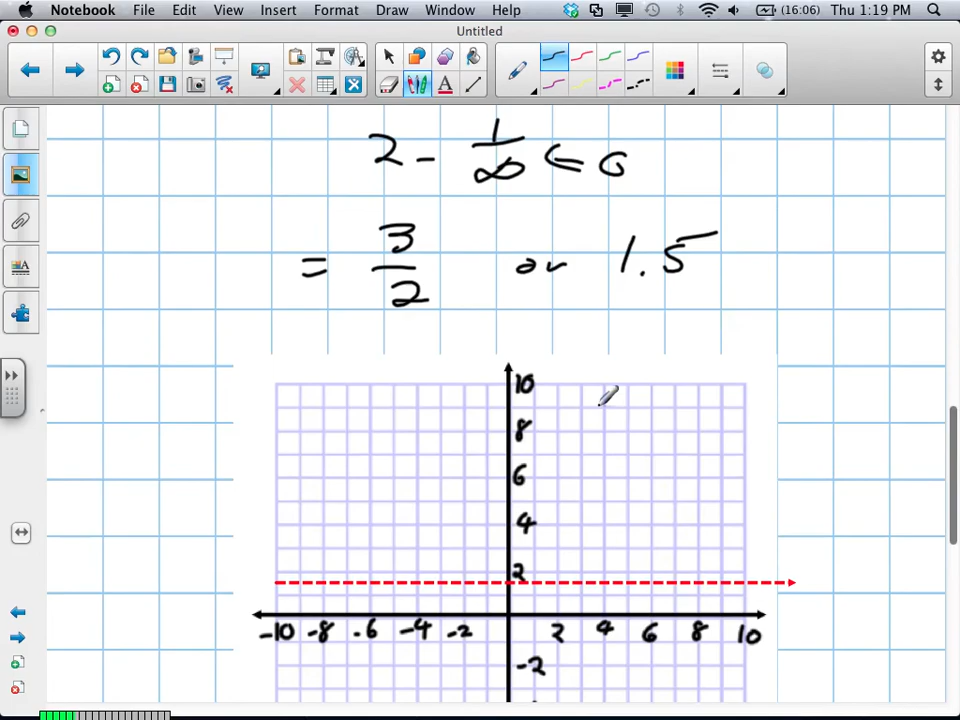 Notebook File Edit View Insert Format Draw Window Help (16:06) Thu 1:19 PM
Untitled
2 - 1/∞ ⇐ 0
= 3/2 or 1.5
10
8
6
4
2
-10 -8 -6 -4 -2 2 4 6 8 10
-2